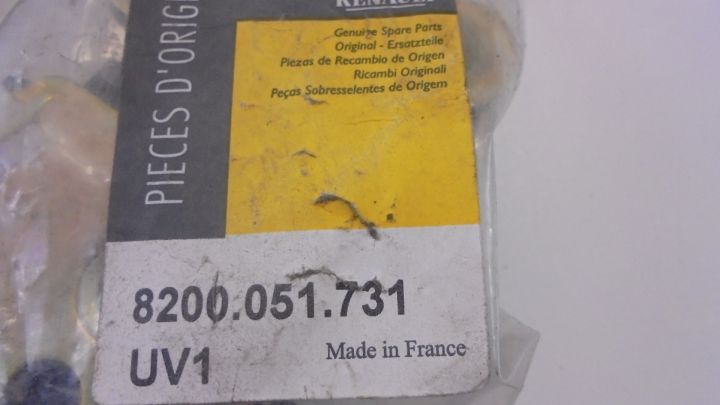 RENAULT
PIECES D'ORIG
Genuine Spare Parts
Original - Ersatzteile
Piezas de Recambio de Origen
Ricambi Originali
Peças Sobresselentes de Origem
8200.051.731
UV1
Made in France